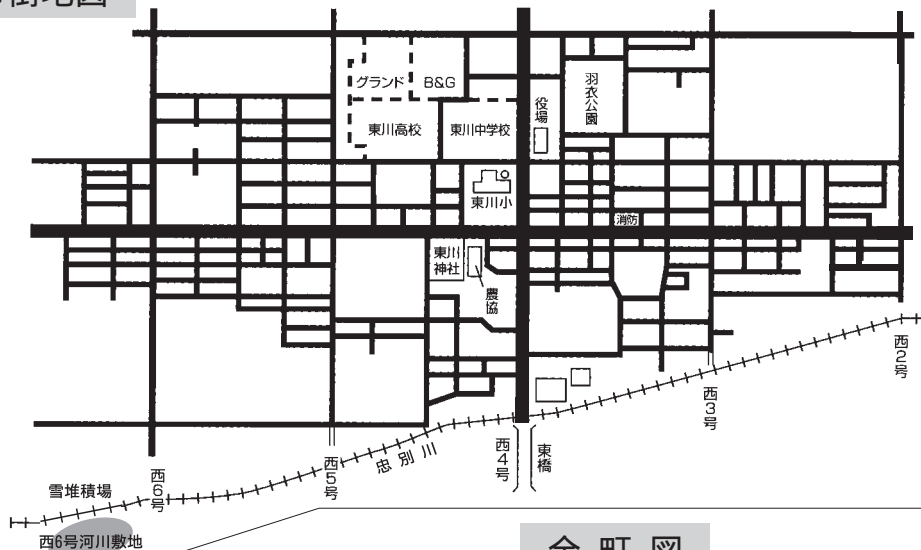 街地図
グランド
B&G
役場
羽衣公園
東川高校
東川中学校
東川小
消防
東川
神社
農協
西2号
西3号
西4号
東橋
西5号
忠別川
西6号
雪堆積場
西6号河川敷地
全町図